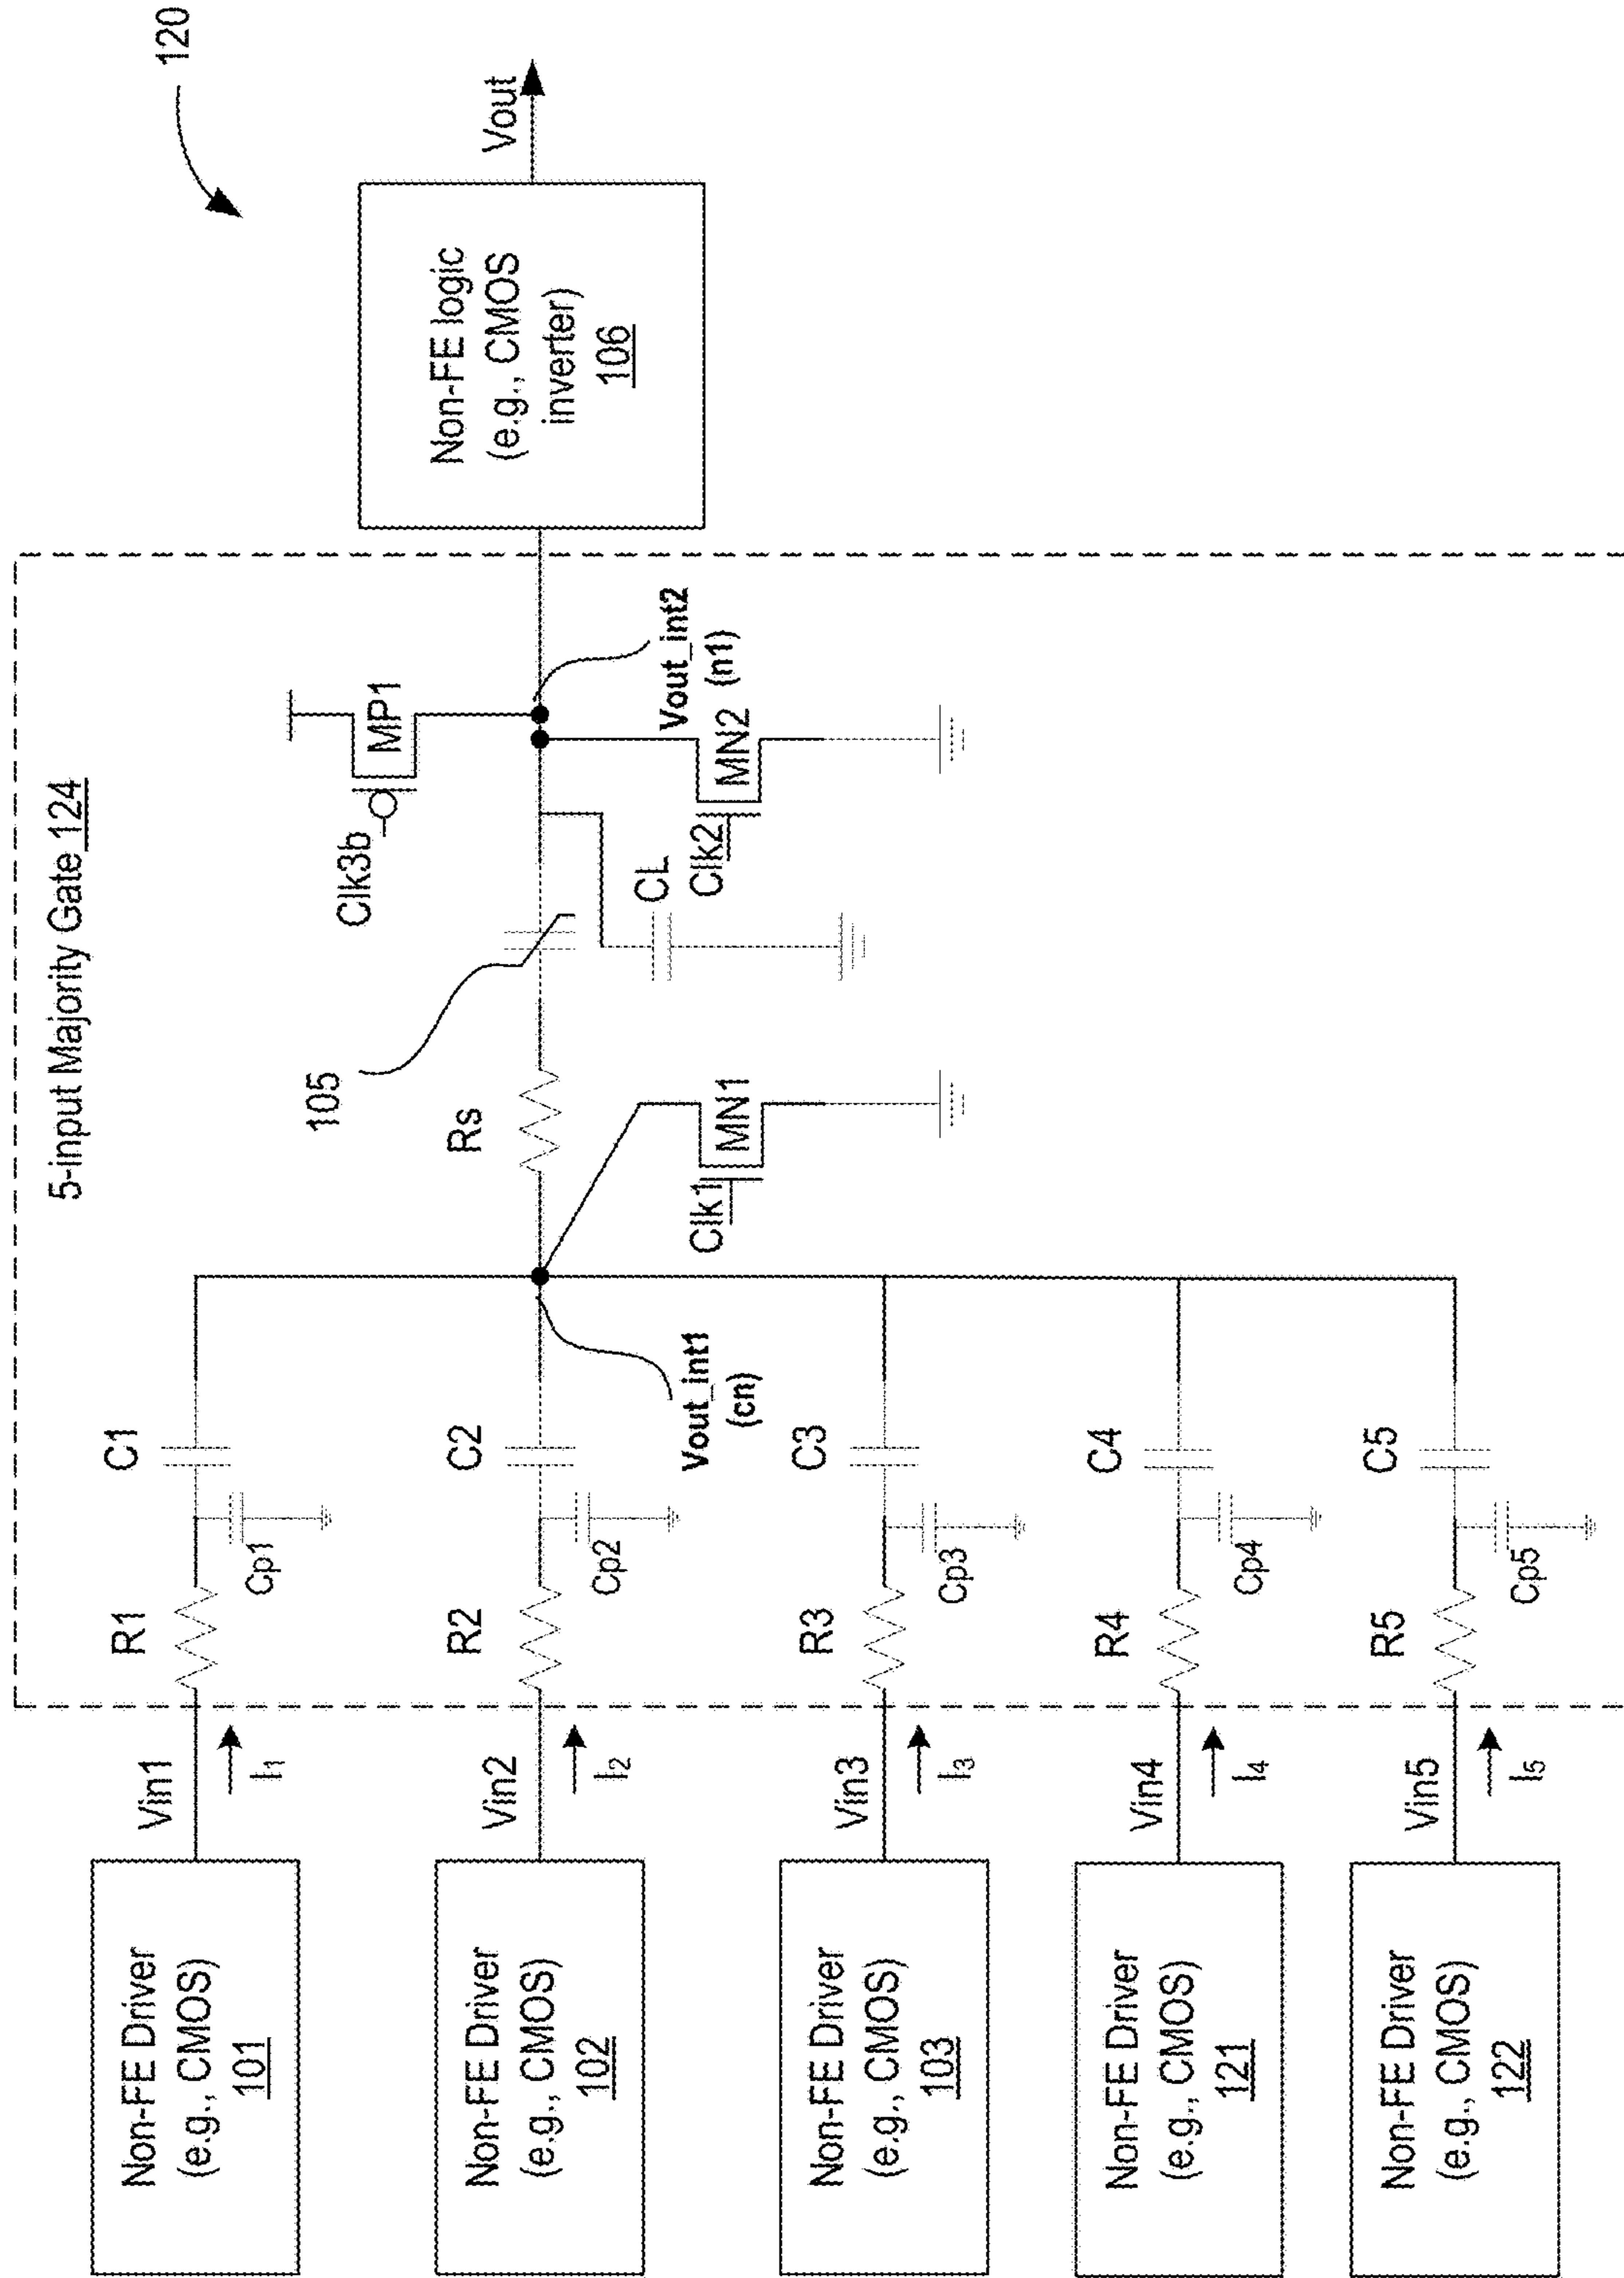 120
5-input Majority Gate 124
Non-FE Driver
(e.g., CMOS)
101
Vin1
I1
R1
Cp1
C1
Non-FE Driver
(e.g., CMOS)
102
Vin2
I2
R2
Cp2
C2
Vout_int1
(cn)
Rs
105
Clk1
MN1
CL
Clk3b
MP1
Clk2
MN2
Vout_int2
(n1)
Non-FE logic
(e.g., CMOS
inverter)
106
Vout
Non-FE Driver
(e.g., CMOS)
103
Vin3
I3
R3
Cp3
C3
Non-FE Driver
(e.g., CMOS)
121
Vin4
I4
R4
Cp4
C4
Non-FE Driver
(e.g., CMOS)
122
Vin5
I5
R5
Cp5
C5